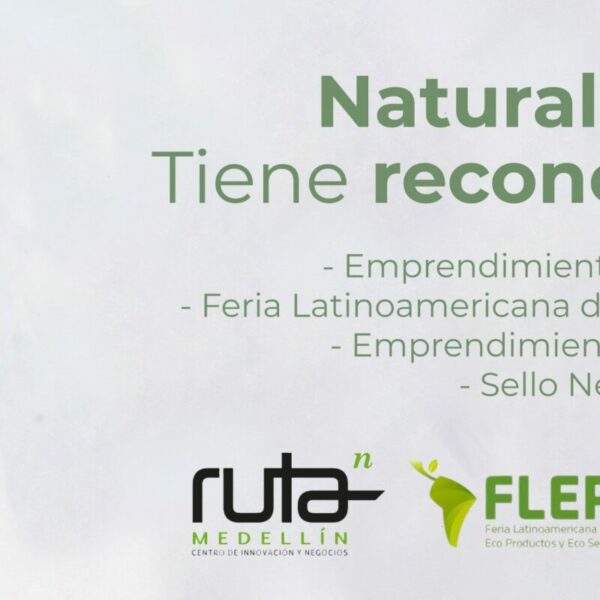 Natural
Tiene recono
- Emprendimient
- Feria Latinoamericana d
- Emprendimien
- Sello Ne
ruta n
MEDELLÍN
CENTRO DE INNOVACIÓN Y NEGOCIOS
FLER
Feria Latinoamericana
Eco Productos y Eco Se